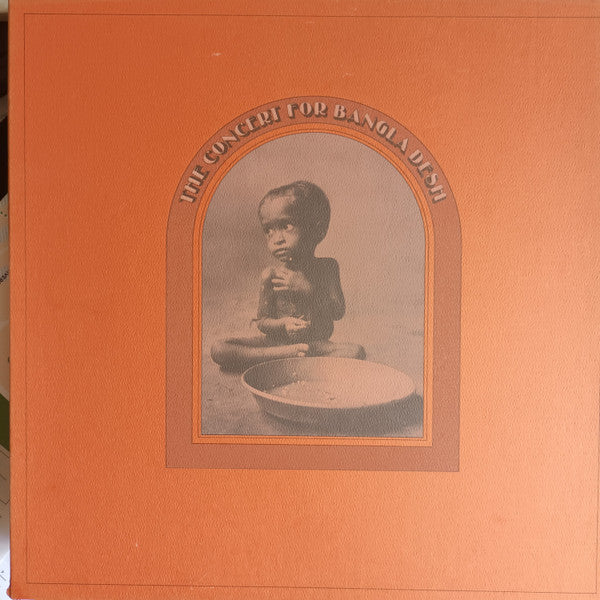 THE CONCERT FOR BANGLA DESH